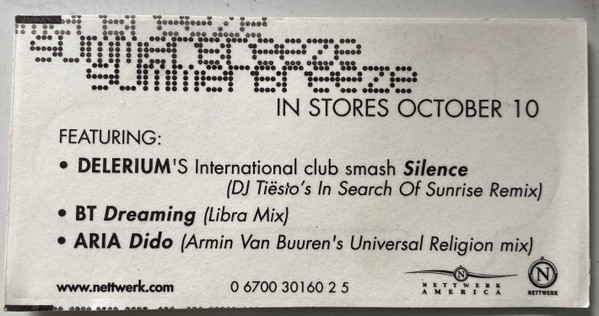 summerbreeze
summerbreeze
IN STORES OCTOBER 10
FEATURING:
• DELERIUM'S International club smash Silence
(DJ Tiësto's In Search Of Sunrise Remix)
• BT Dreaming (Libra Mix)
• ARIA Dido (Armin Van Buuren's Universal Religion mix)
www.nettwerk.com
0 6700 30160 2 5
NETTWERK
AMERICA
N
NETTWERK